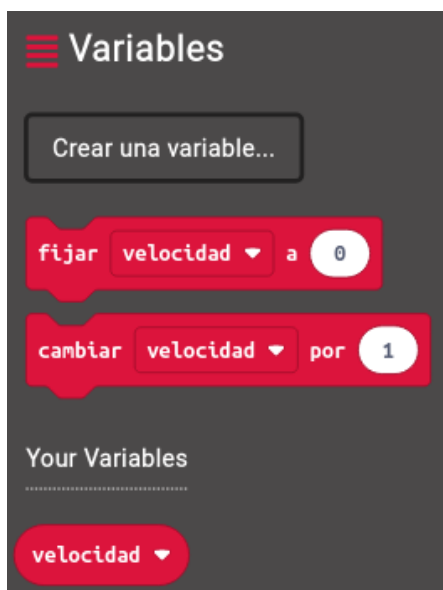 Variables
Crear una variable...
fijar velocidad a 0
cambiar velocidad por 1
Your Variables
velocidad